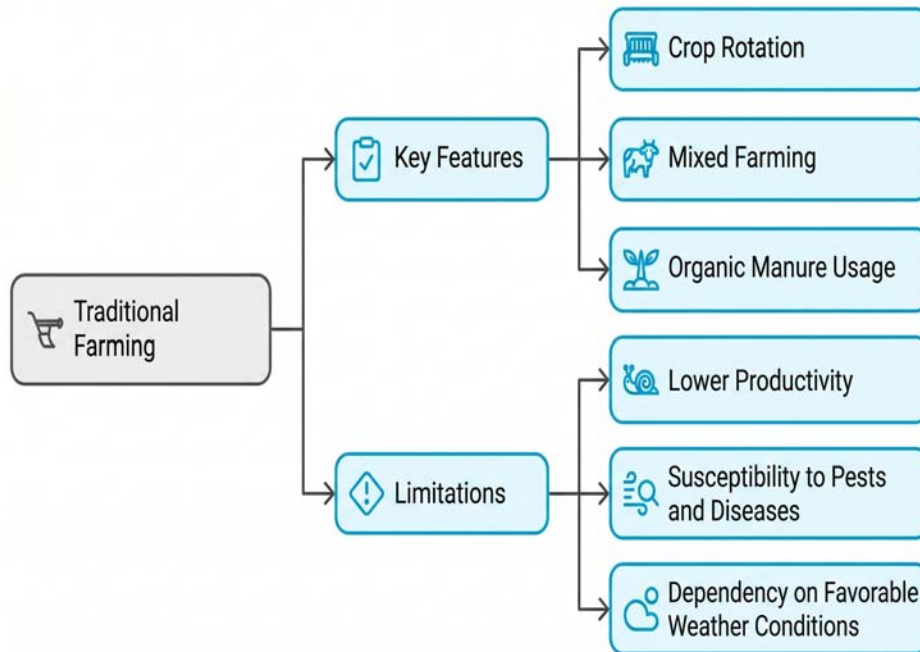 Traditional
Farming
Key Features
Crop Rotation
Mixed Farming
Organic Manure Usage
Limitations
Lower Productivity
Susceptibility to Pests
and Diseases
Dependency on Favorable
Weather Conditions